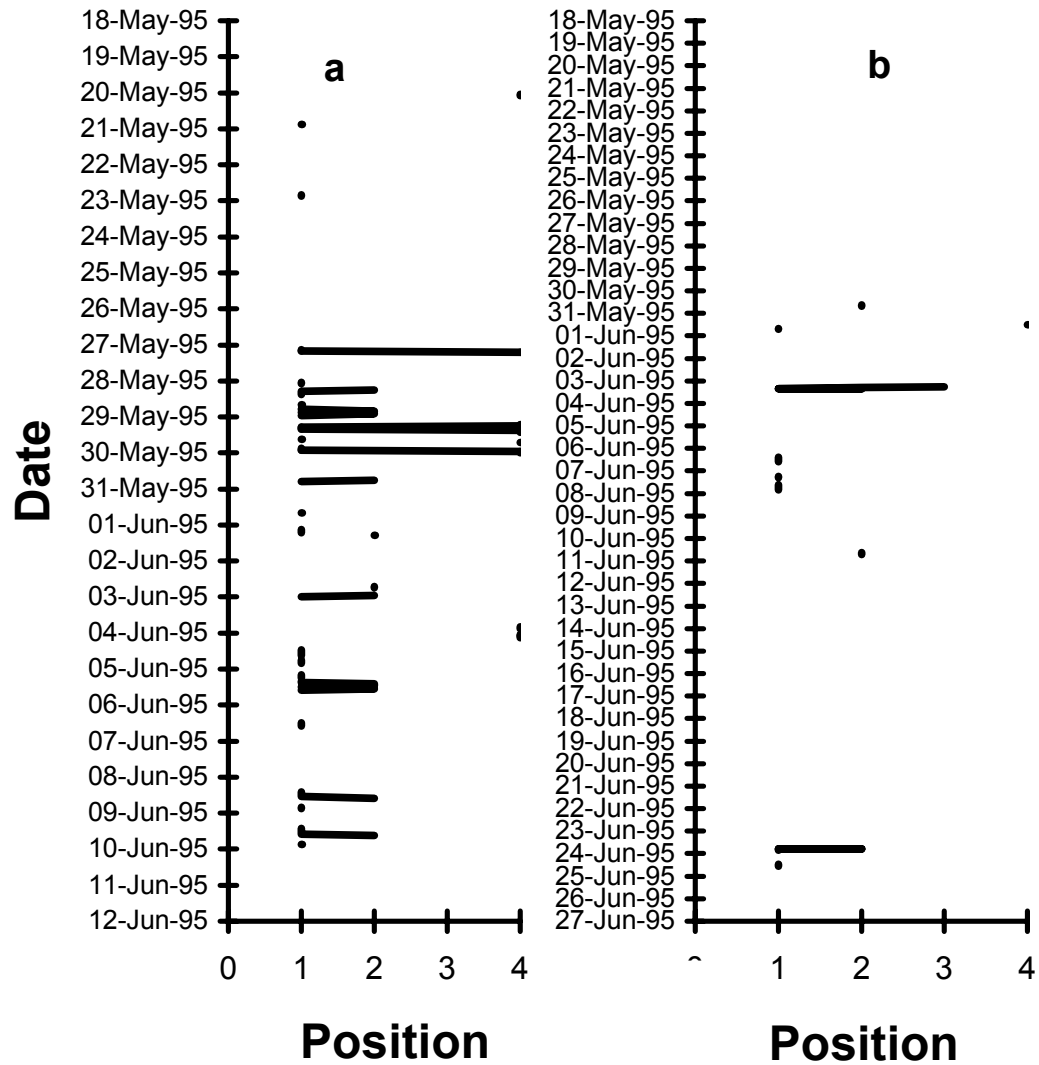 a
18-May-95
19-May-95
20-May-95
21-May-95
22-May-95
23-May-95
24-May-95
25-May-95
26-May-95
27-May-95
28-May-95
29-May-95
30-May-95
31-May-95
01-Jun-95
02-Jun-95
03-Jun-95
04-Jun-95
05-Jun-95
06-Jun-95
07-Jun-95
08-Jun-95
09-Jun-95
10-Jun-95
11-Jun-95
12-Jun-95
Date
0 1 2 3 4
Position
b
18-May-95
19-May-95
20-May-95
21-May-95
22-May-95
23-May-95
24-May-95
25-May-95
26-May-95
27-May-95
28-May-95
29-May-95
30-May-95
31-May-95
01-Jun-95
02-Jun-95
03-Jun-95
04-Jun-95
05-Jun-95
06-Jun-95
07-Jun-95
08-Jun-95
09-Jun-95
10-Jun-95
11-Jun-95
12-Jun-95
13-Jun-95
14-Jun-95
15-Jun-95
16-Jun-95
17-Jun-95
18-Jun-95
19-Jun-95
20-Jun-95
21-Jun-95
22-Jun-95
23-Jun-95
24-Jun-95
25-Jun-95
26-Jun-95
27-Jun-95
1 2 3 4
Position